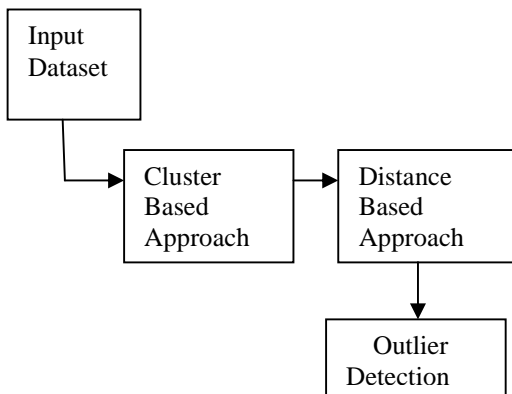 Input
Dataset
Cluster
Based
Approach
Distance
Based
Approach
Outlier
Detection